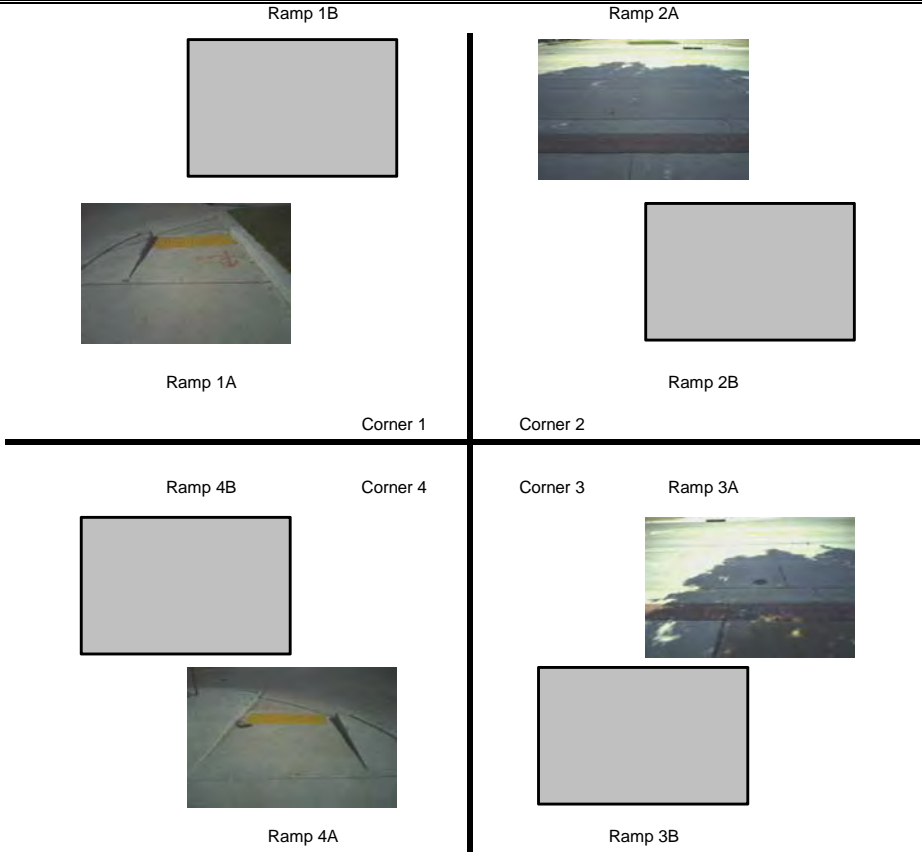 Ramp 1B Ramp 2A
Ramp 1A Ramp 2B
Corner 1 Corner 2
Ramp 4B Corner 4 Corner 3 Ramp 3A
Ramp 4A Ramp 3B